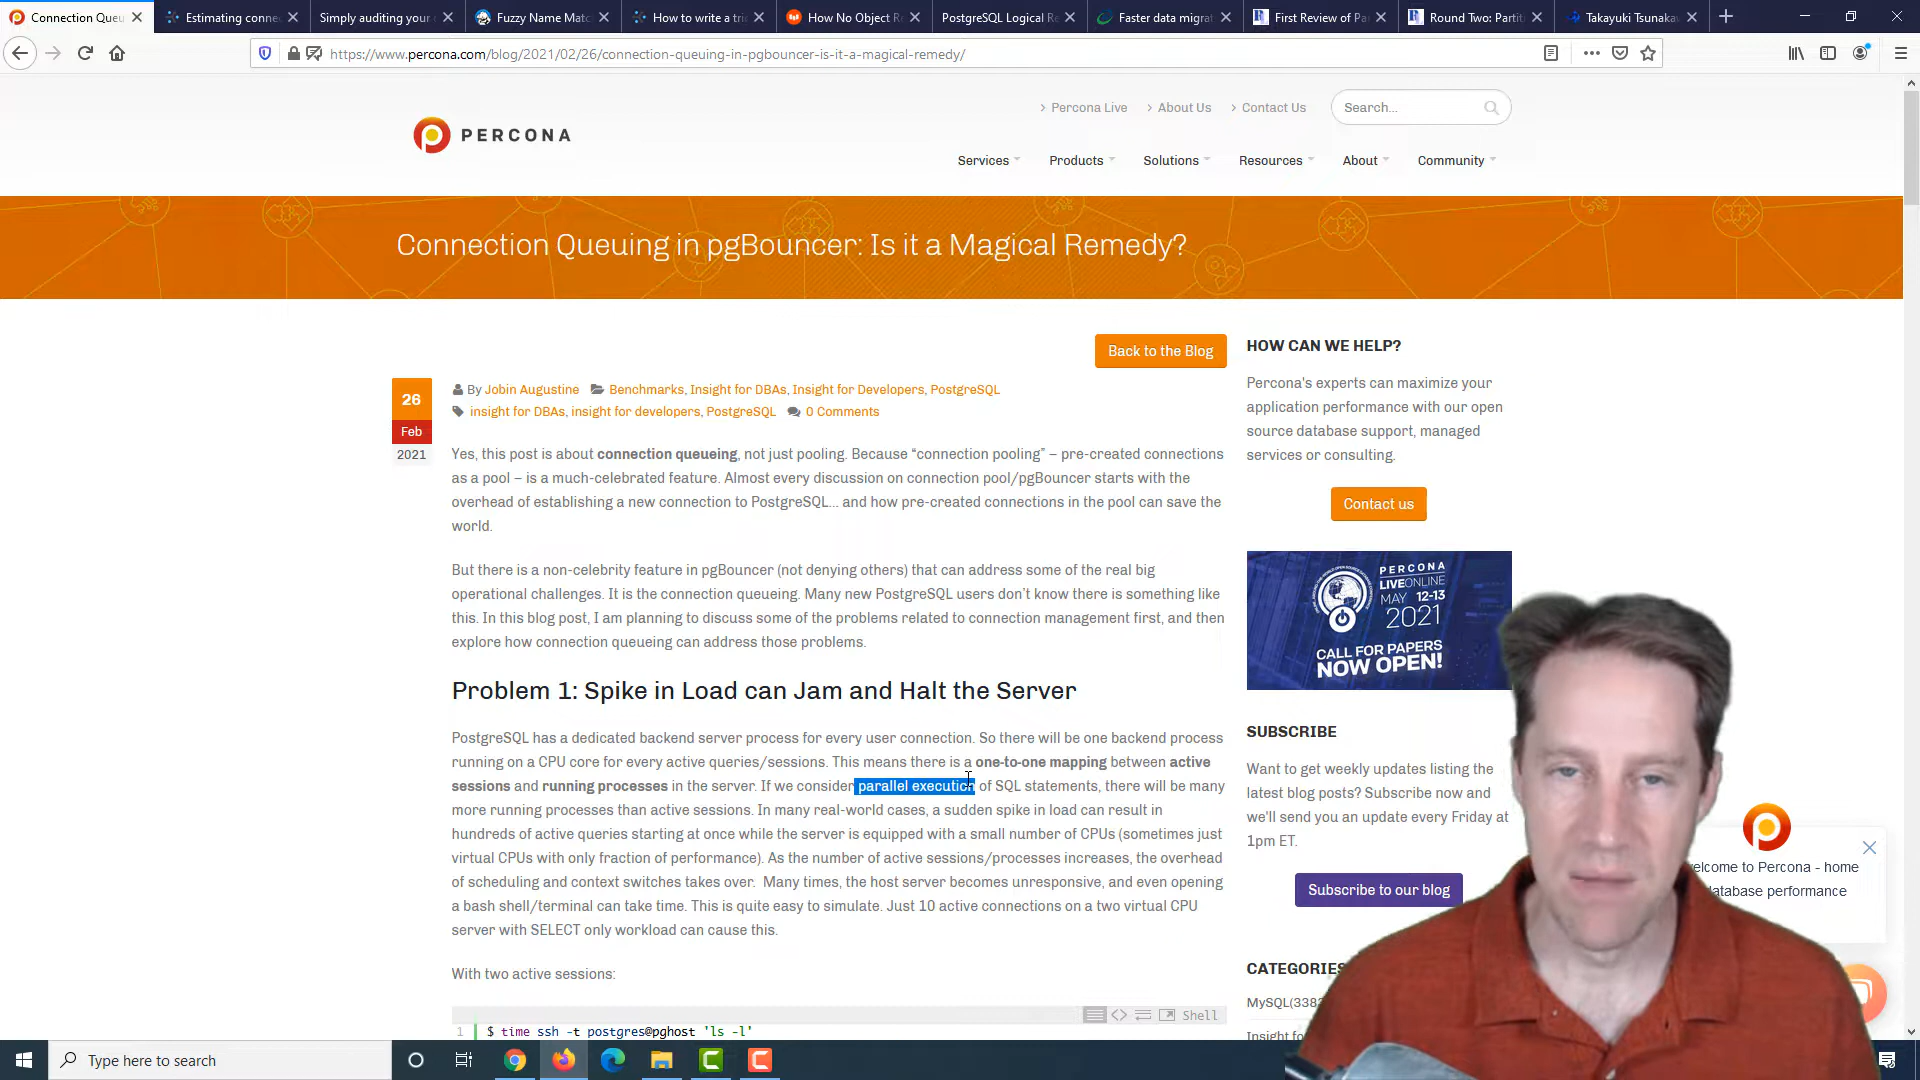 Connection Queu
Estimating conne
Simply auditing your
Fuzzy Name Matc
How to write a tri
How No Object R
PostgreSQL Logical Re
Faster data migrat
First Review of Pa
Round Two: Partiti
Takayuki Tsunaka
https://www.percona.com/blog/2021/02/26/connection-queuing-in-pgbouncer-is-it-a-magical-remedy/
Percona Live
About Us
Contact Us
Search...
PERCONA
Services
Products
Solutions
Resources
About
Community
Connection Queuing in pgBouncer: Is it a Magical Remedy?
Back to the Blog
26
Feb
2021
By Jobin Augustine Benchmarks, Insight for DBAs, Insight for Developers, PostgreSQL
insight for DBAs, insight for developers, PostgreSQL 0 Comments
Yes, this post is about connection queueing, not just pooling. Because “connection pooling” – pre-created connections
as a pool – is a much-celebrated feature. Almost every discussion on connection pool/pgBouncer starts with the
overhead of establishing a new connection to PostgreSQL... and how pre-created connections in the pool can save the
world.
But there is a non-celebrity feature in pgBouncer (not denying others) that can address some of the real big
operational challenges. It is the connection queueing. Many new PostgreSQL users don’t know there is something like
this. In this blog post, I am planning to discuss some of the problems related to connection management first, and then
explore how connection queueing can address those problems.
Problem 1: Spike in Load can Jam and Halt the Server
PostgreSQL has a dedicated backend server process for every user connection. So there will be one backend process
running on a CPU core for every active queries/sessions. This means there is a one-to-one mapping between active
sessions and running processes in the server. If we consider parallel execution of SQL statements, there will be many
more running processes than active sessions. In many real-world cases, a sudden spike in load can result in
hundreds of active queries starting at once while the server is equipped with a small number of CPUs (sometimes just
virtual CPUs with only fraction of performance). As the number of active sessions/processes increases, the overhead
of scheduling and context switches takes over. Many times, the host server becomes unresponsive, and even opening
a bash shell/terminal can take time. This is quite easy to simulate. Just 10 active connections on a two virtual CPU
server with SELECT only workload can cause this.
With two active sessions:
Shell
1 $ time ssh -t postgres@pghost 'ls -l'
HOW CAN WE HELP?
Percona's experts can maximize your
application performance with our open
source database support, managed
services or consulting.
Contact us
PERCONA
LIVEONLINE
MAY 12-13
2021
CALL FOR PAPERS
NOW OPEN!
SUBSCRIBE
Want to get weekly updates listing the
latest blog posts? Subscribe now and
we'll send you an update every Friday at
1pm ET.
Subscribe to our blog
CATEGORIES
MySQL(338
Insight for
elcome to Percona - home
database performance
Type here to search